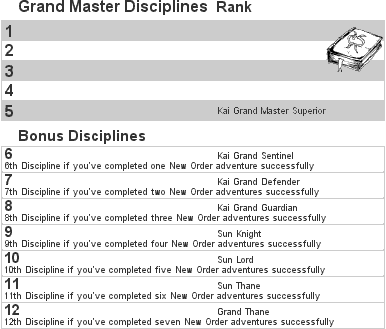 Grand Master Disciplines Rank
1
2
3
4
5 Kai Grand Master Superior
Bonus Disciplines
6 Kai Grand Sentinel
6th Discipline if you've completed one New Order adventure successfully
7 Kai Grand Defender
7th Discipline if you've completed two New Order adventures successfully
8 Kai Grand Guardian
8th Discipline if you've completed three New Order adventures successfully
9 Sun Knight
9th Discipline if you've completed four New Order adventures successfully
10 Sun Lord
10th Discipline if you've completed five New Order adventures successfully
11 Sun Thane
11th Discipline if you've completed six New Order adventures successfully
12 Grand Thane
12th Discipline if you've completed seven New Order adventures successfully